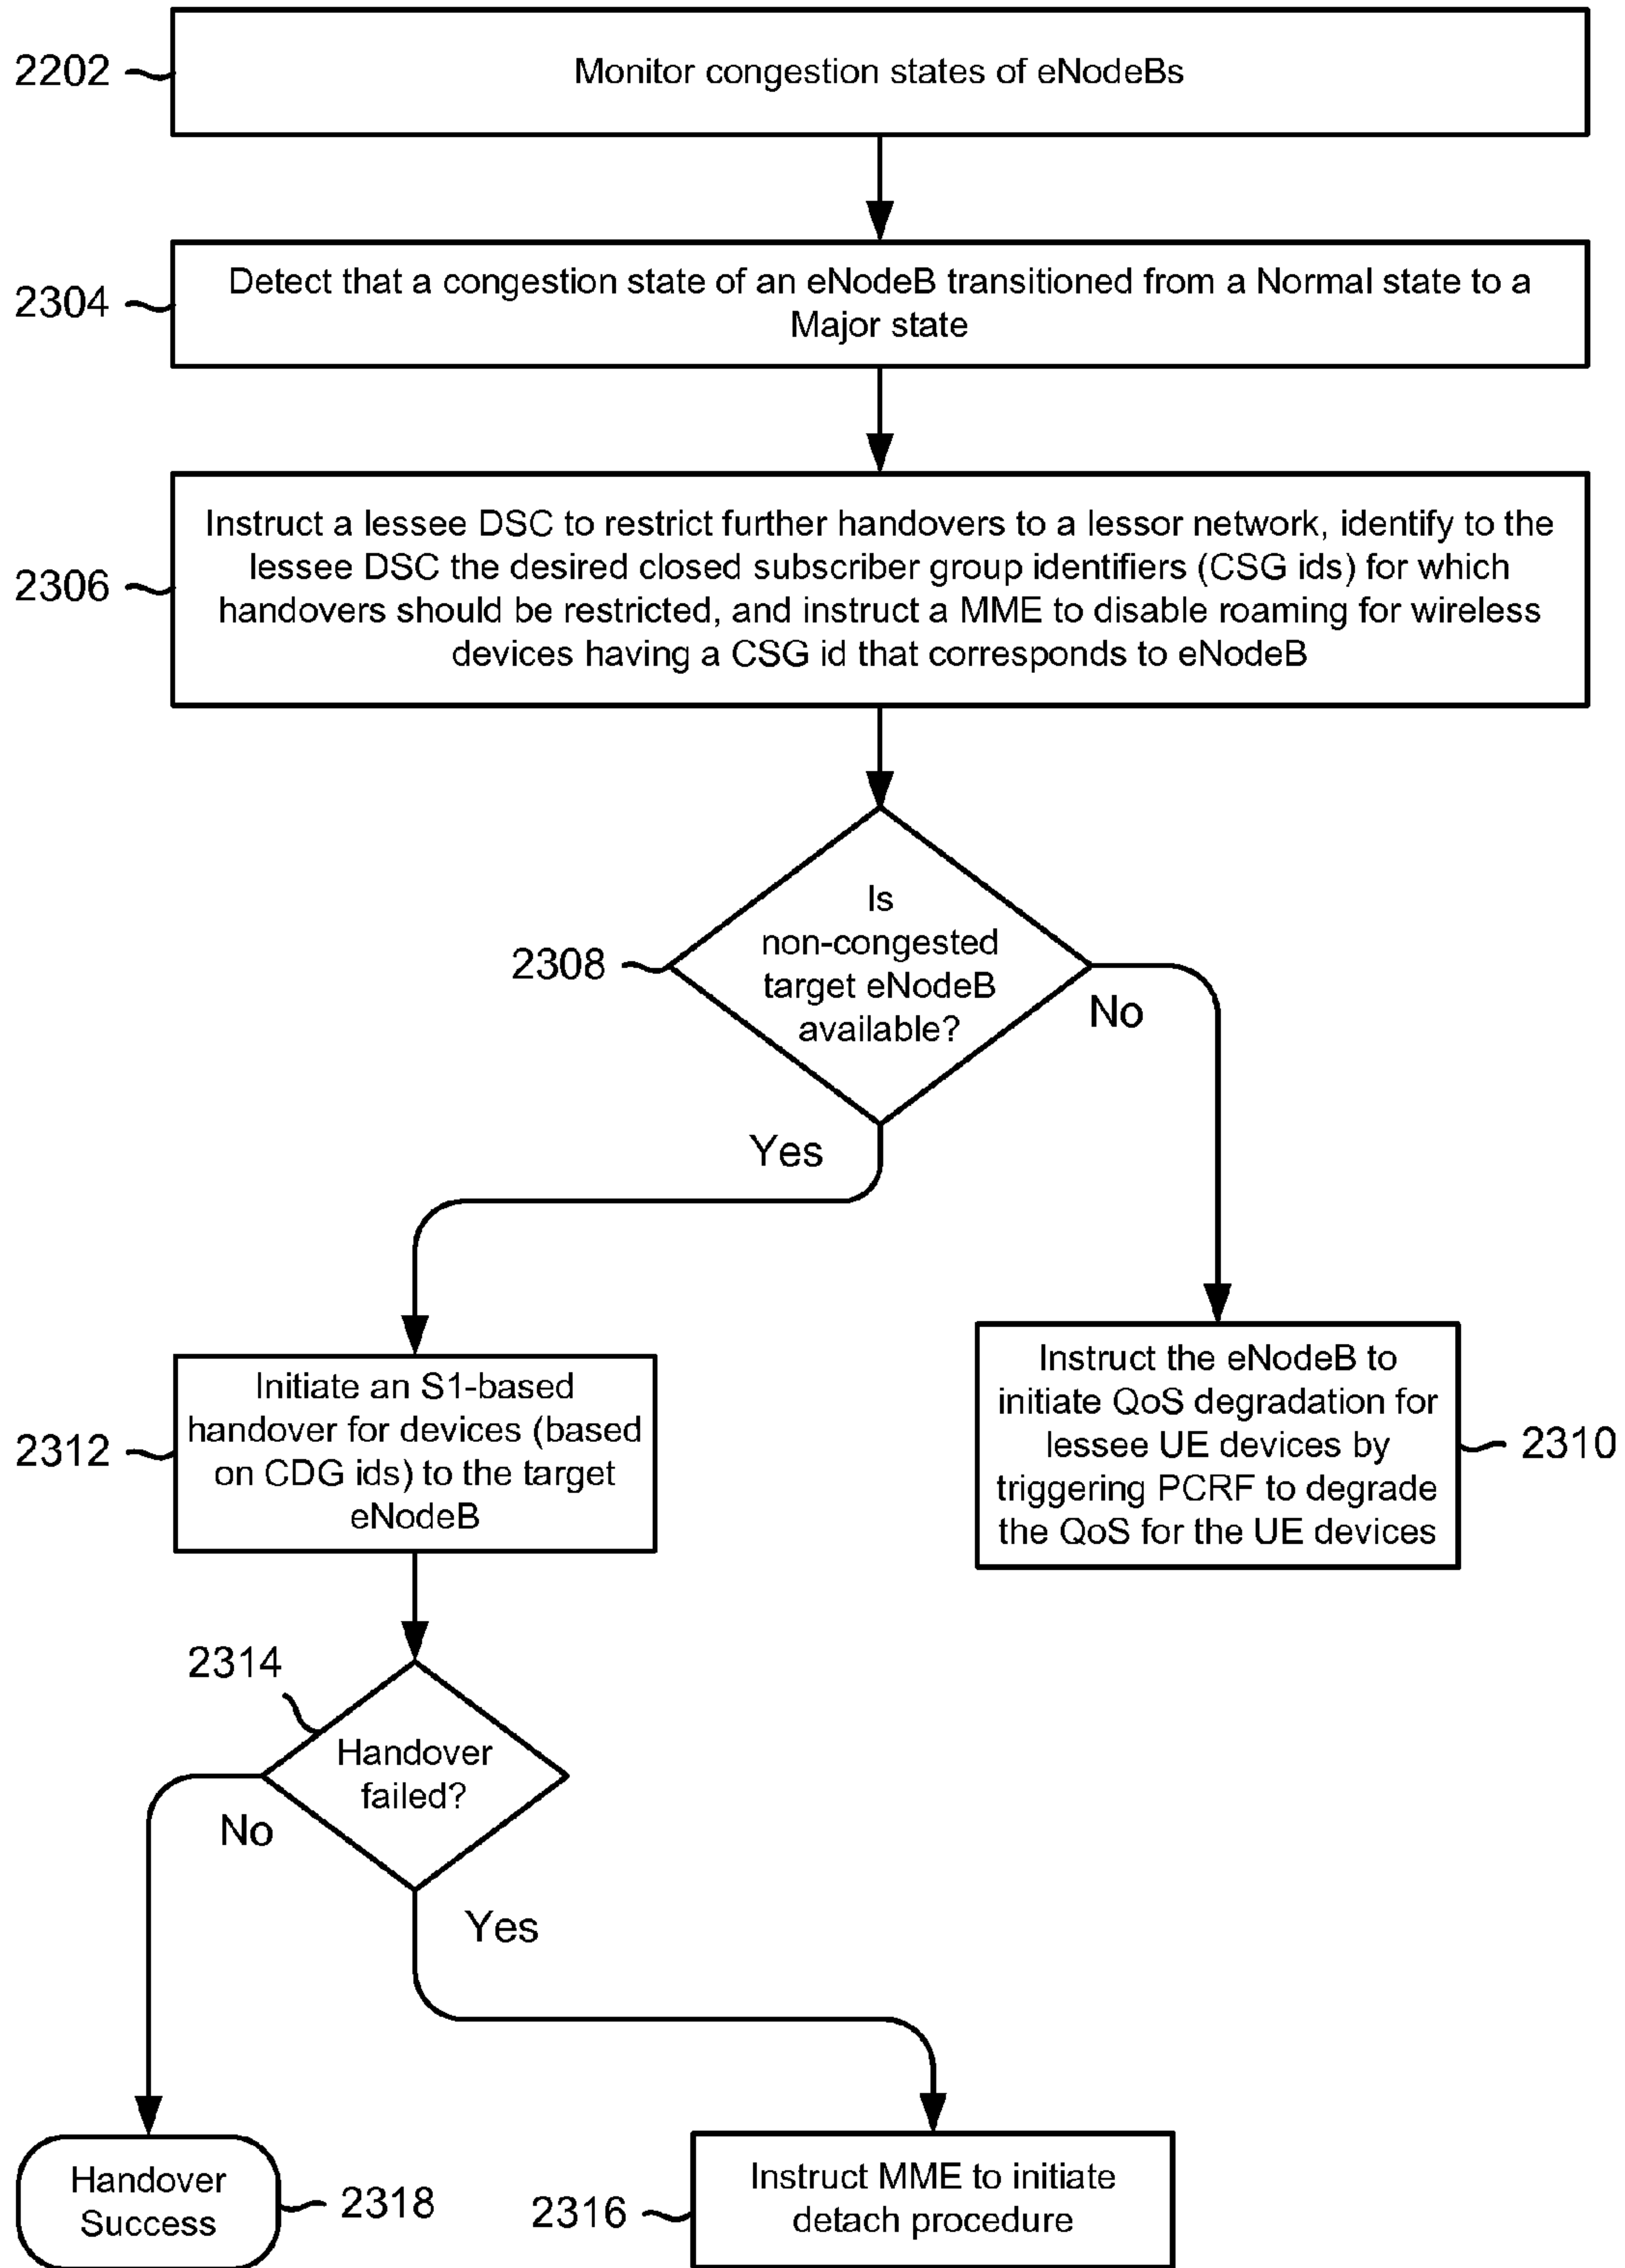 2202
Monitor congestion states of eNodeBs
2304
Detect that a congestion state of an eNodeB transitioned from a Normal state to a
Major state
2306
Instruct a lessee DSC to restrict further handovers to a lessor network, identify to the
lessee DSC the desired closed subscriber group identifiers (CSG ids) for which
handovers should be restricted, and instruct a MME to disable roaming for wireless
devices having a CSG id that corresponds to eNodeB
2308
Is
non-congested
target eNodeB
available?
No
Yes
2312
Initiate an S1-based
handover for devices (based
on CDG ids) to the target
eNodeB
Instruct the eNodeB to
initiate QoS degradation for
lessee UE devices by
triggering PCRF to degrade
the QoS for the UE devices
2310
2314
Handover
failed?
No
Yes
Handover
Success
2318
2316
Instruct MME to initiate
detach procedure